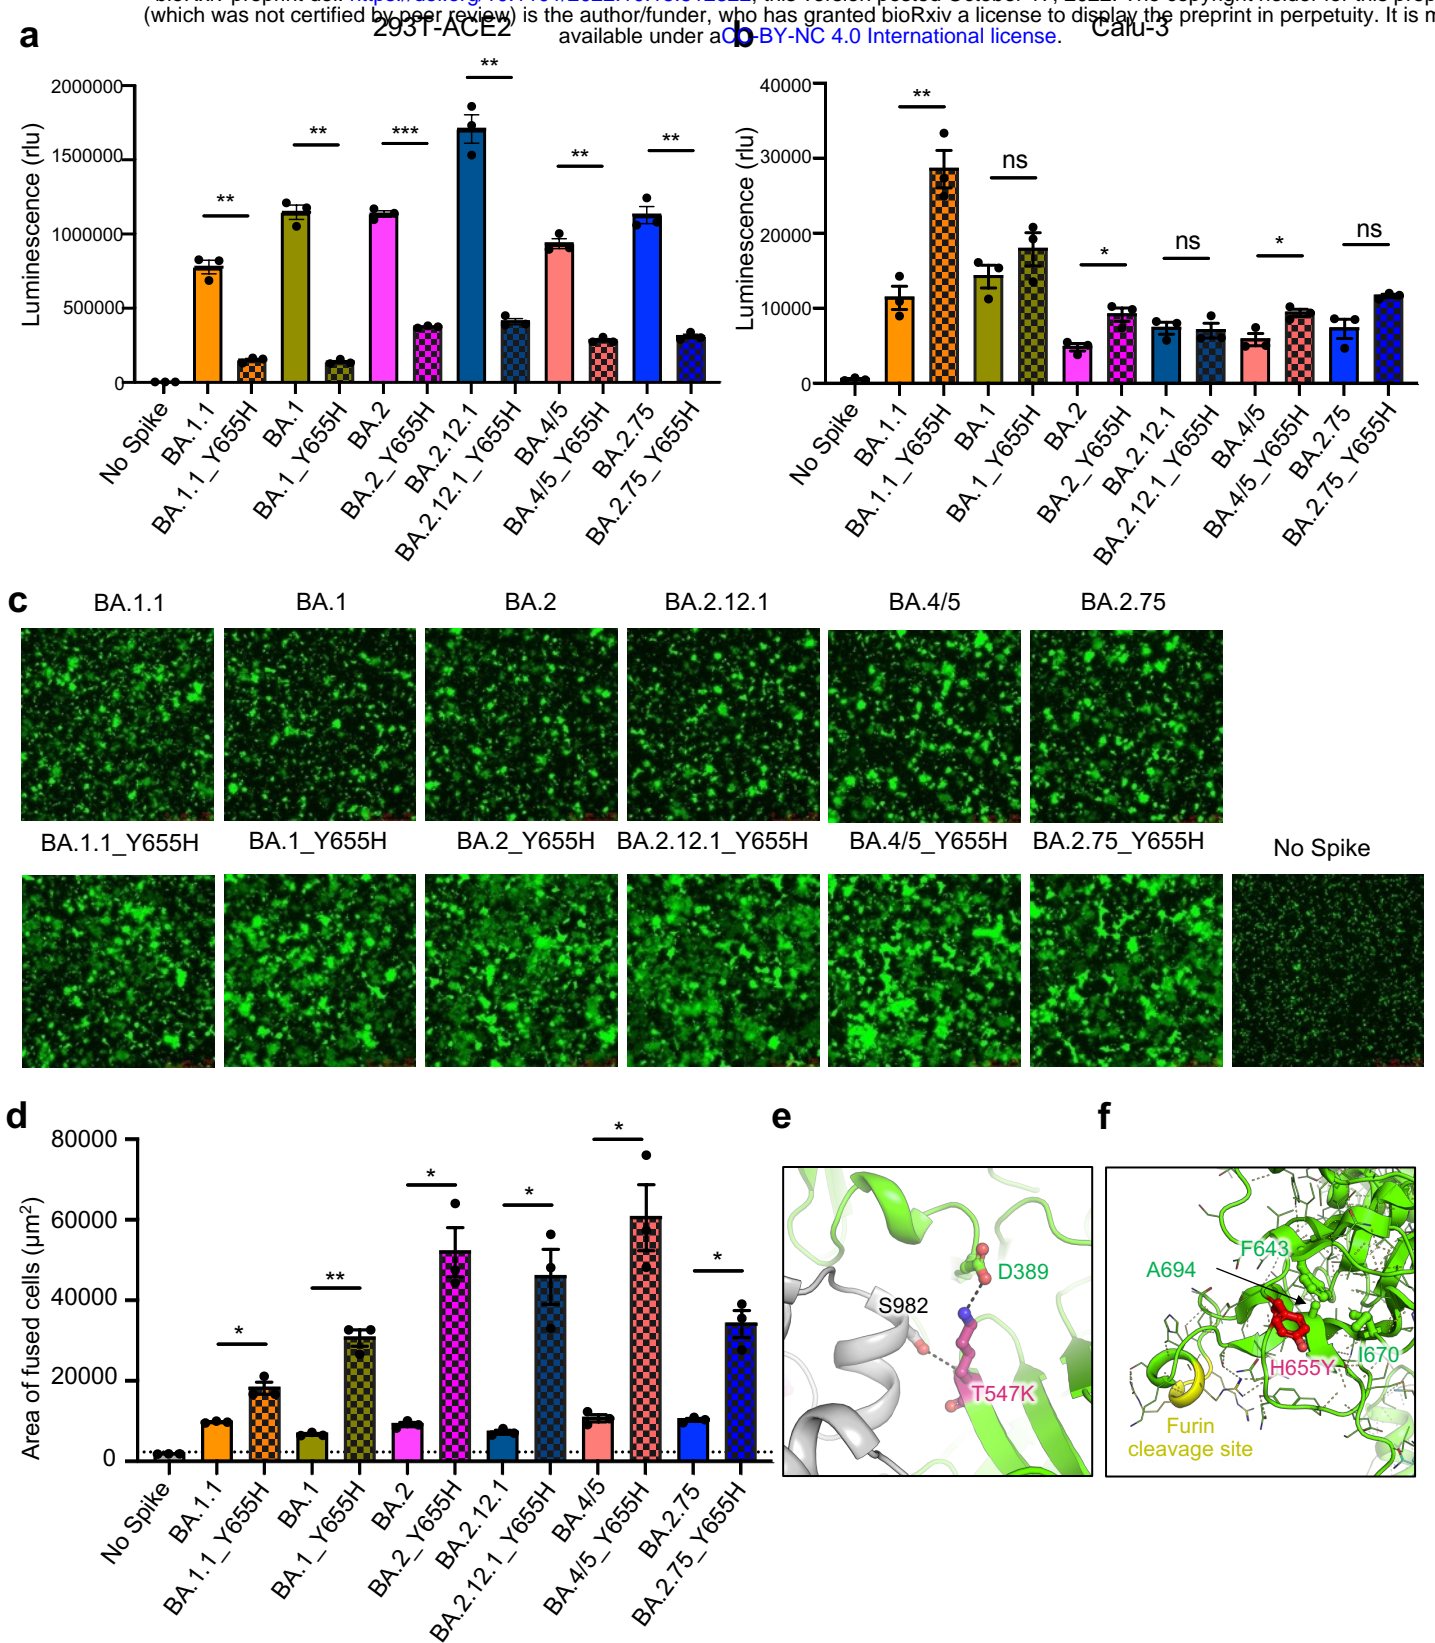 (which was not certified by peer review) is the author/funder, who has granted bioRxiv a license to display the preprint in perpetuity. It is m
available under a CC-BY-NC 4.0 International license.
a
293T-ACE2
Luminescence (rlu)
2000000
1500000
1000000
500000
0
**
**
***
**
**
**
No Spike
BA.1.1
BA.1.1_Y655H
BA.1
BA.1_Y655H
BA.2
BA.2_Y655H
BA.2.12.1
BA.2.12.1_Y655H
BA.4/5
BA.4/5_Y655H
BA.2.75
BA.2.75_Y655H
b
Calu-3
Luminescence (rlu)
40000
30000
20000
10000
0
**
ns
*
ns
*
ns
No Spike
BA.1.1
BA.1.1_Y655H
BA.1
BA.1_Y655H
BA.2
BA.2_Y655H
BA.2.12.1
BA.2.12.1_Y655H
BA.4/5
BA.4/5_Y655H
BA.2.75
BA.2.75_Y655H
c
BA.1.1 BA.1 BA.2 BA.2.12.1 BA.4/5 BA.2.75
BA.1.1_Y655H BA.1_Y655H BA.2_Y655H BA.2.12.1_Y655H BA.4/5_Y655H BA.2.75_Y655H No Spike
d
Area of fused cells (µm²)
80000
60000
40000
20000
0
*
**
*
*
*
*
No Spike
BA.1.1
BA.1.1_Y655H
BA.1
BA.1_Y655H
BA.2
BA.2_Y655H
BA.2.12.1
BA.2.12.1_Y655H
BA.4/5
BA.4/5_Y655H
BA.2.75
BA.2.75_Y655H
e
D389
S982
T547K
f
F643
A694
I670
H655Y
Furin
cleavage site